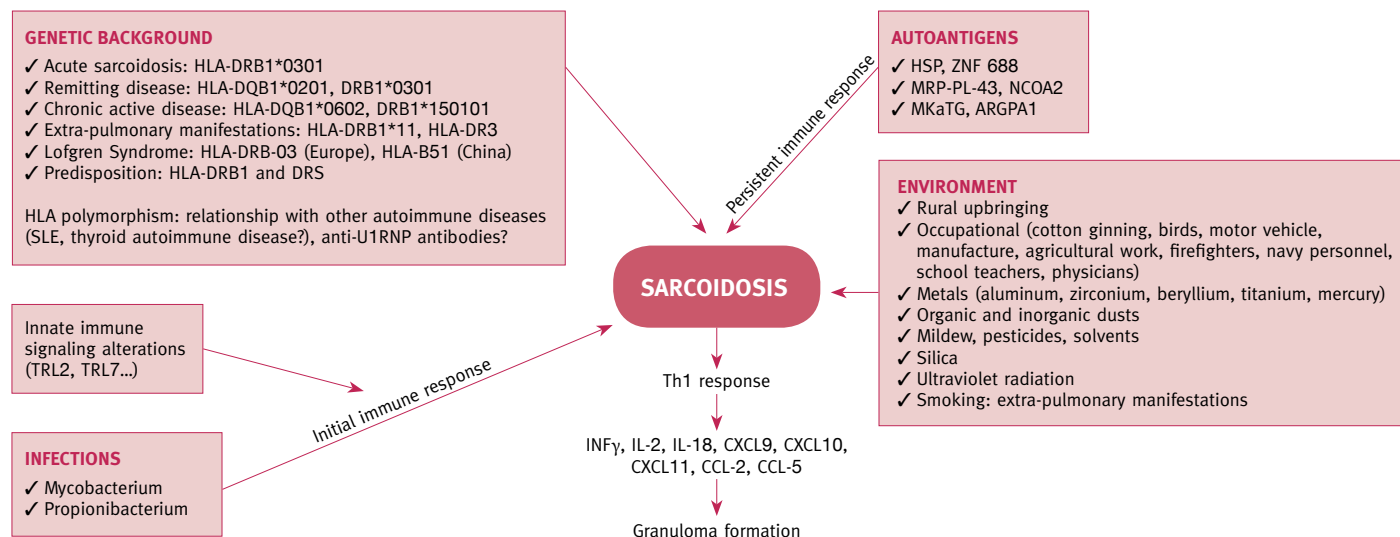 GENETIC BACKGROUND
✓ Acute sarcoidosis: HLA-DRB1*0301
✓ Remitting disease: HLA-DQB1*0201, DRB1*0301
✓ Chronic active disease: HLA-DQB1*0602, DRB1*150101
✓ Extra-pulmonary manifestations: HLA-DRB1*11, HLA-DR3
✓ Lofgren Syndrome: HLA-DRB-03 (Europe), HLA-B51 (China)
✓ Predisposition: HLA-DRB1 and DRS
HLA polymorphism: relationship with other autoimmune diseases
(SLE, thyroid autoimmune disease?), anti-U1RNP antibodies?
AUTOANTIGENS
✓ HSP, ZNF 688
✓ MRP-PL-43, NCOA2
✓ MKaTG, ARGPA1
Persistent immune response
ENVIRONMENT
✓ Rural upbringing
✓ Occupational (cotton ginning, birds, motor vehicle,
manufacture, agricultural work, firefighters, navy personnel,
school teachers, physicians)
✓ Metals (aluminum, zirconium, beryllium, titanium, mercury)
✓ Organic and inorganic dusts
✓ Mildew, pesticides, solvents
✓ Silica
✓ Ultraviolet radiation
✓ Smoking: extra-pulmonary manifestations
SARCOIDOSIS
Innate immune
signaling alterations
(TRL2, TRL7...)
Initial immune response
INFECTIONS
✓ Mycobacterium
✓ Propionibacterium
Th1 response
INFγ, IL-2, IL-18, CXCL9, CXCL10,
CXCL11, CCL-2, CCL-5
Granuloma formation